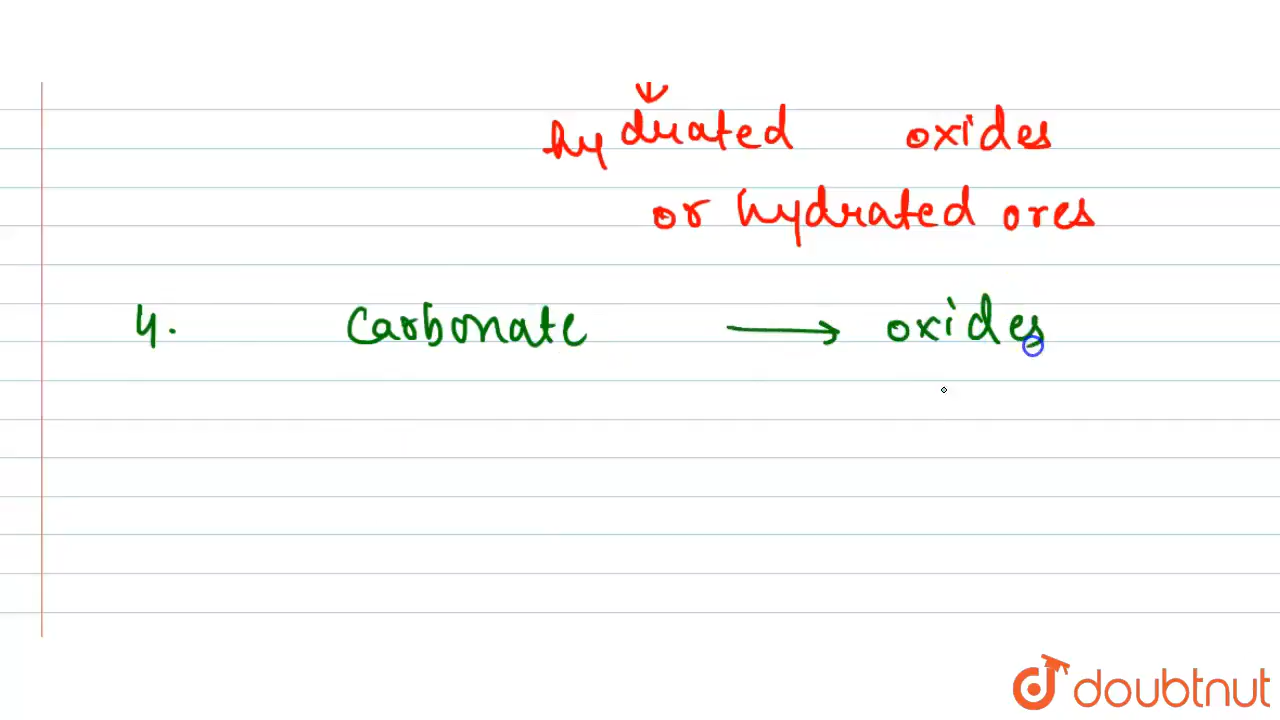 hydrated oxides
or hydrated ores
4. Carbonate → oxides
doubtnut